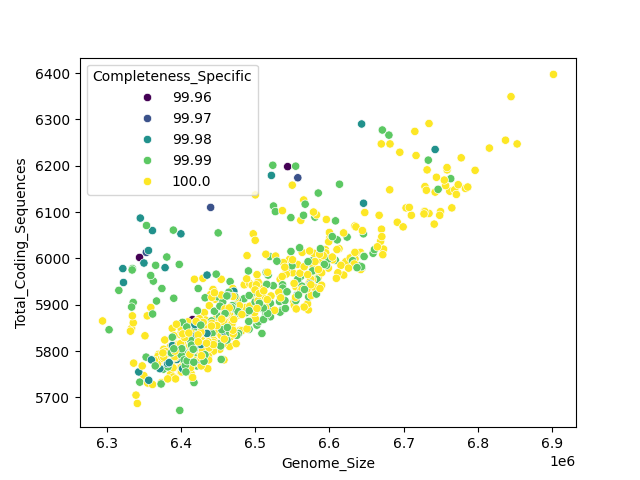 6400
6300
6200
6100
6000
5900
5800
5700
Total_Coding_Sequences
Completeness_Specific
99.96
99.97
99.98
99.99
100.0
6.3 6.4 6.5 6.6 6.7 6.8 6.9
1e6
Genome_Size